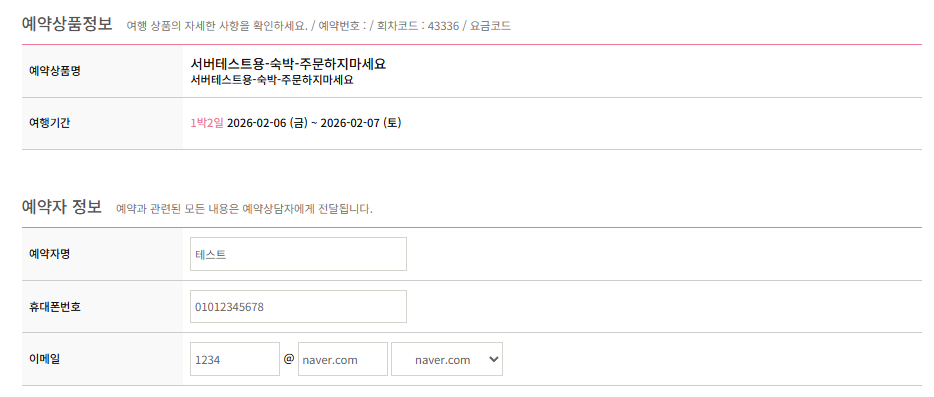 예약상품정보 여행 상품의 자세한 사항을 확인하세요. / 예약번호 : / 회차코드 : 43336 / 요금코드
예약상품명 서버테스트용-숙박-주문하지마세요
서버테스트용-숙박-주문하지마세요
여행기간 1박2일 2026-02-06 (금) ~ 2026-02-07 (토)
예약자 정보 예약과 관련된 모든 내용은 예약상담자에게 전달됩니다.
예약자명 테스트
휴대폰번호 01012345678
이메일 1234 @ naver.com naver.com